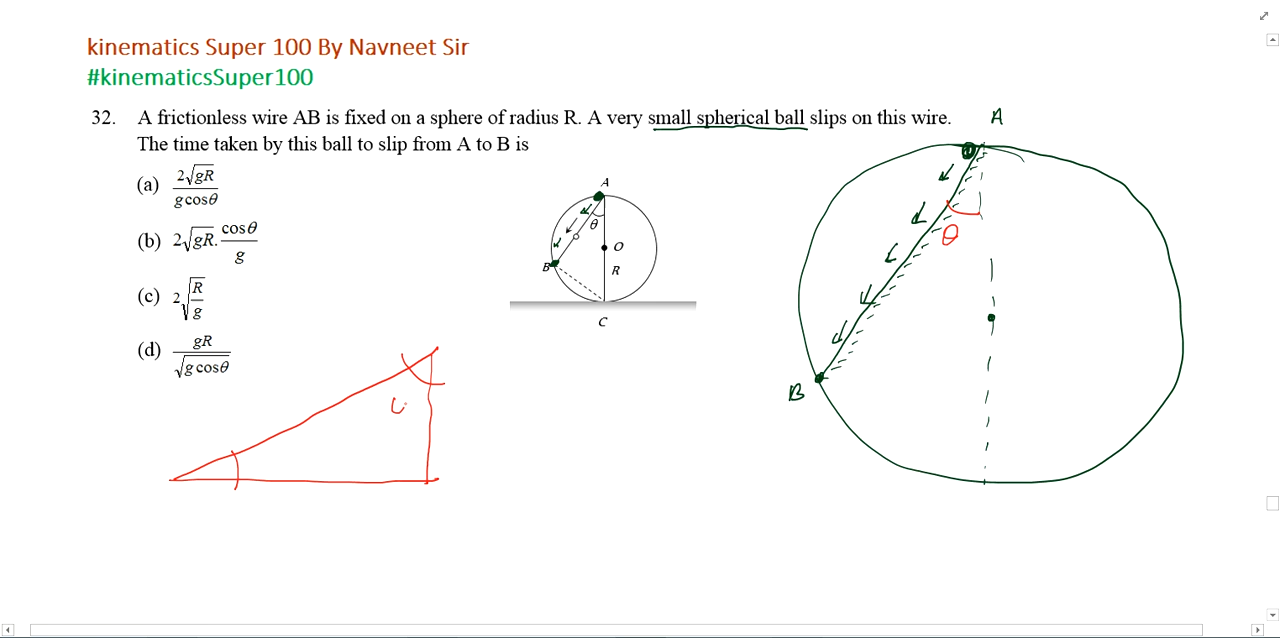 kinematics Super 100 By Navneet Sir
#kinematicsSuper100
32. A frictionless wire AB is fixed on a sphere of radius R. A very small spherical ball slips on this wire.
The time taken by this ball to slip from A to B is
(a) 2√gR / g cosθ
(b) 2√gR . cosθ / g
(c) 2√(R/g)
(d) gR / √(g cosθ)
A
θ
O
B
R
C
A
θ
B